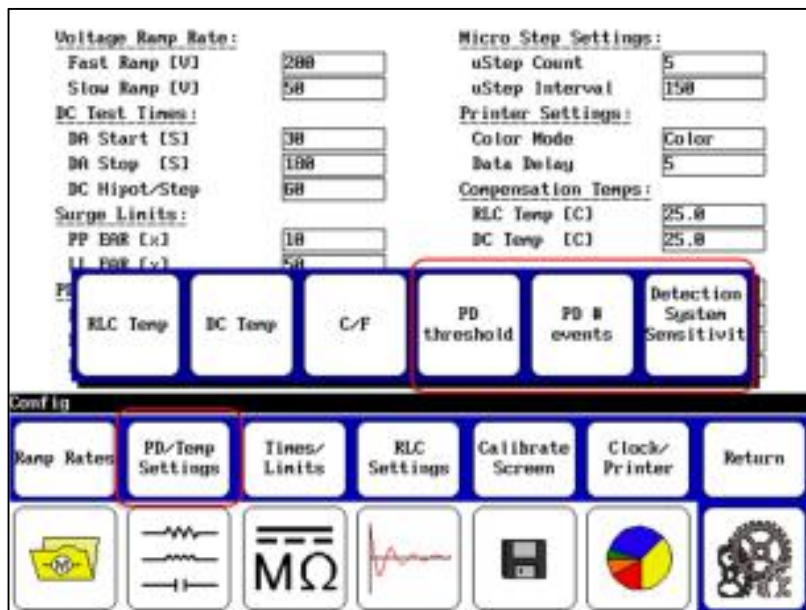 Voltage Ramp Rate:
Fast Ramp [V] 200
Slow Ramp [V] 50
DC Test Times:
DA Start [S] 30
DA Stop [S] 180
DC Hipot/Step 60
Surge Limits:
PP EAR [x] 10
LL EAR [x] 50
Micro Step Settings:
uStep Count 5
uStep Interval 150
Printer Settings:
Color Mode Color
Data Delay 5
Compensation Temps:
RLC Temp [C] 25.0
DC Temp [C] 25.0
RLC Temp
DC Temp
C/F
PD
threshold
PD #
events
Detection
System
Sensitivit
Config
Ramp Rates
PD/Temp
Settings
Times/
Limits
RLC
Settings
Calibrate
Screen
Clock/
Printer
Return
M
MΩ